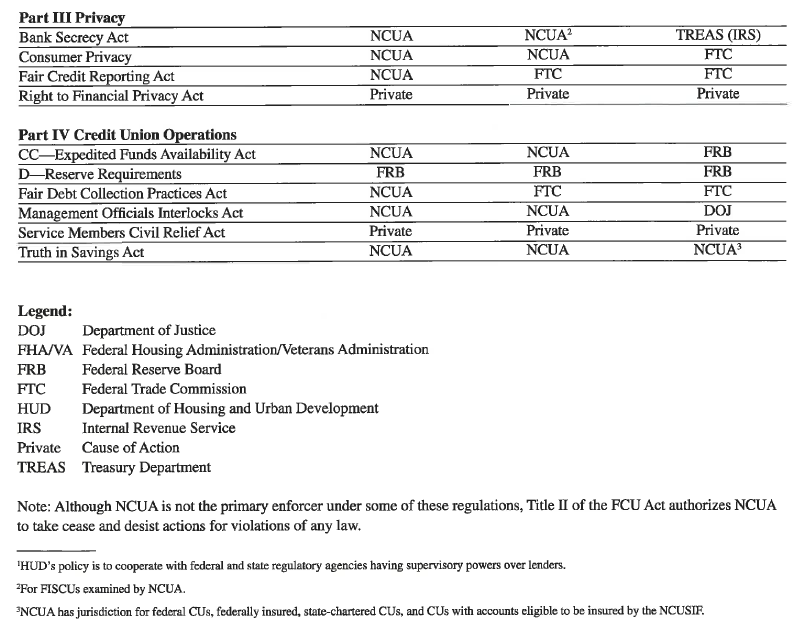 Part III Privacy
Bank Secrecy Act NCUA NCUA² TREAS (IRS)
Consumer Privacy NCUA NCUA FTC
Fair Credit Reporting Act NCUA FTC FTC
Right to Financial Privacy Act Private Private Private
Part IV Credit Union Operations
CC—Expedited Funds Availability Act NCUA NCUA FRB
D—Reserve Requirements FRB FRB FRB
Fair Debt Collection Practices Act NCUA FTC FTC
Management Officials Interlocks Act NCUA NCUA DOJ
Service Members Civil Relief Act Private Private Private
Truth in Savings Act NCUA NCUA NCUA³
Legend:
DOJ Department of Justice
FHA/VA Federal Housing Administration/Veterans Administration
FRB Federal Reserve Board
FTC Federal Trade Commission
HUD Department of Housing and Urban Development
IRS Internal Revenue Service
Private Cause of Action
TREAS Treasury Department
Note: Although NCUA is not the primary enforcer under some of these regulations, Title II of the FCU Act authorizes NCUA
to take cease and desist actions for violations of any law.
¹HUD's policy is to cooperate with federal and state regulatory agencies having supervisory powers over lenders.
²For FISCUs examined by NCUA.
³NCUA has jurisdiction for federal CUs, federally insured, state-chartered CUs, and CUs with accounts eligible to be insured by the NCUSIF.